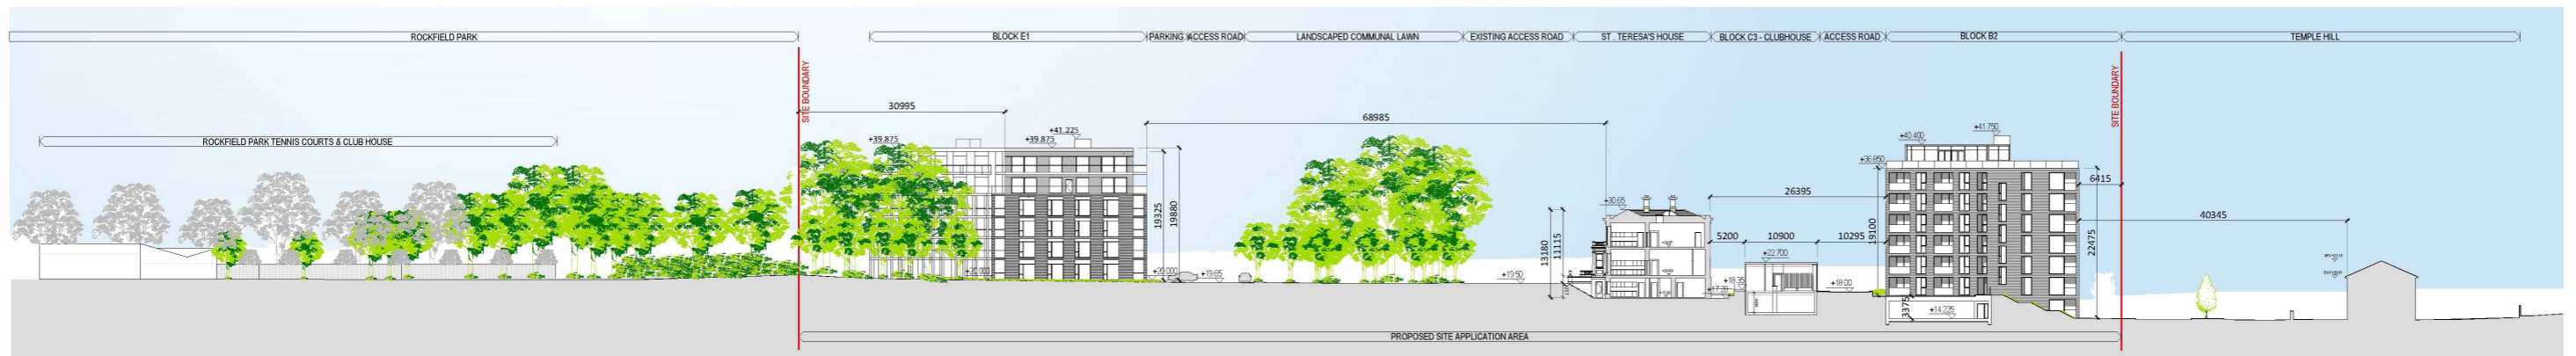 ROCKFIELD PARK
BLOCK E1
PARKING
ACCESS ROAD
LANDSCAPED COMMUNAL LAWN
EXISTING ACCESS ROAD
ST . TERESA'S HOUSE
BLOCK C3 - CLUBHOUSE
ACCESS ROAD
BLOCK B2
TEMPLE HILL
SITE BOUNDARY
SITE BOUNDARY
30995
68985
ROCKFIELD PARK TENNIS COURTS & CLUB HOUSE
+39.875
+39.875
+41.225
+40.400
+41.750
+36.850
26395
6415
40345
19325
19880
+30.65
13180
11115
5200
10900
10295
19100
22475
+22.700
+20.000
+20.000
+19.65
+19.50
+18.35
+18.00
3375
+14.225
PROPOSED SITE APPLICATION AREA